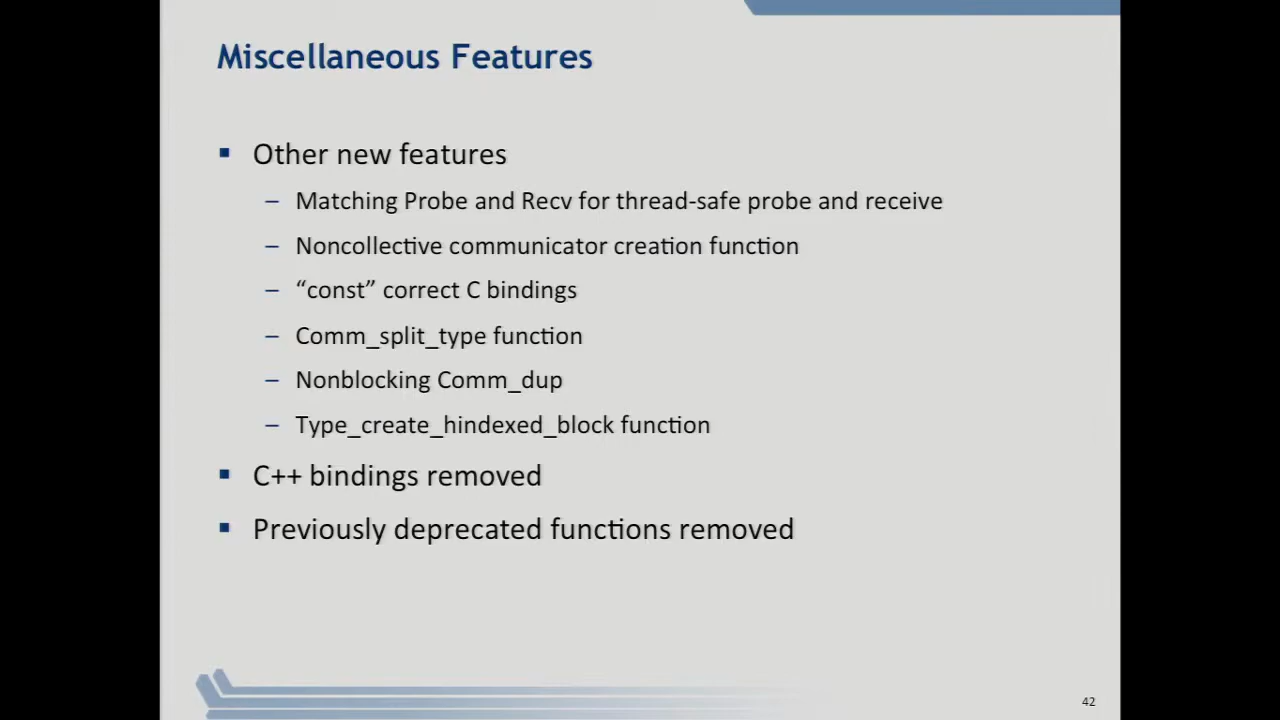 Miscellaneous Features
▪ Other new features
– Matching Probe and Recv for thread-safe probe and receive
– Noncollective communicator creation function
– “const” correct C bindings
– Comm_split_type function
– Nonblocking Comm_dup
– Type_create_hindexed_block function
▪ C++ bindings removed
▪ Previously deprecated functions removed
42